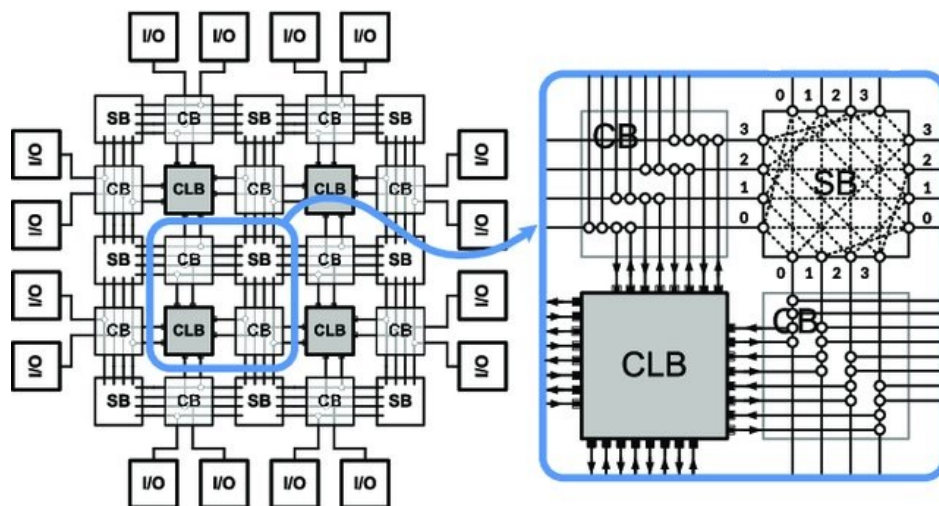 I/O I/O I/O I/O
SB CB SB CB SB
I/O I/O
CB CLB CB CLB CB
I/O I/O
SB CB SB CB SB
I/O I/O
CB CLB CB CLB CB
I/O I/O
SB CB SB CB SB
I/O I/O I/O I/O
0 1 2 3
CB 3 SB 3
2 2
1 1
0 0
0 1 2 3
CB
CLB